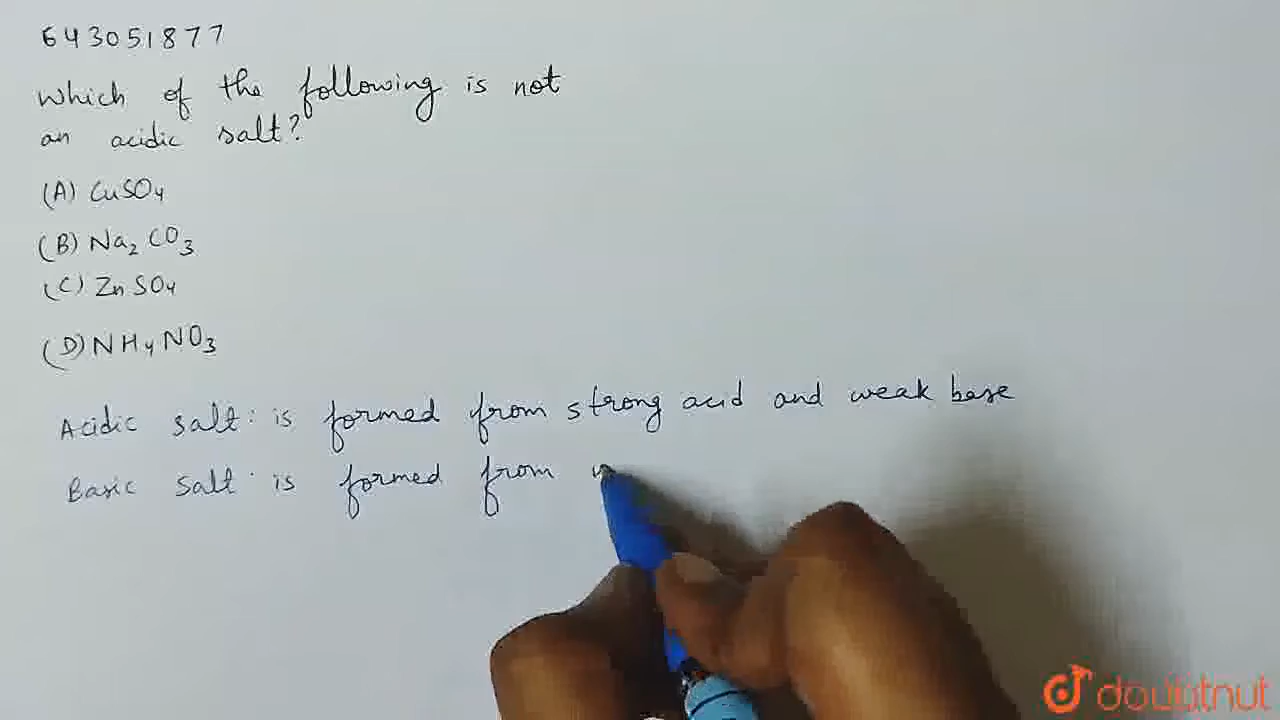 643051877
Which of the following is not
an acidic salt?
(A) CuSO4
(B) Na2CO3
(C) ZnSO4
(D) NH4NO3
Acidic salt: is formed from strong acid and weak base
Basic salt: is formed from
doubtnut